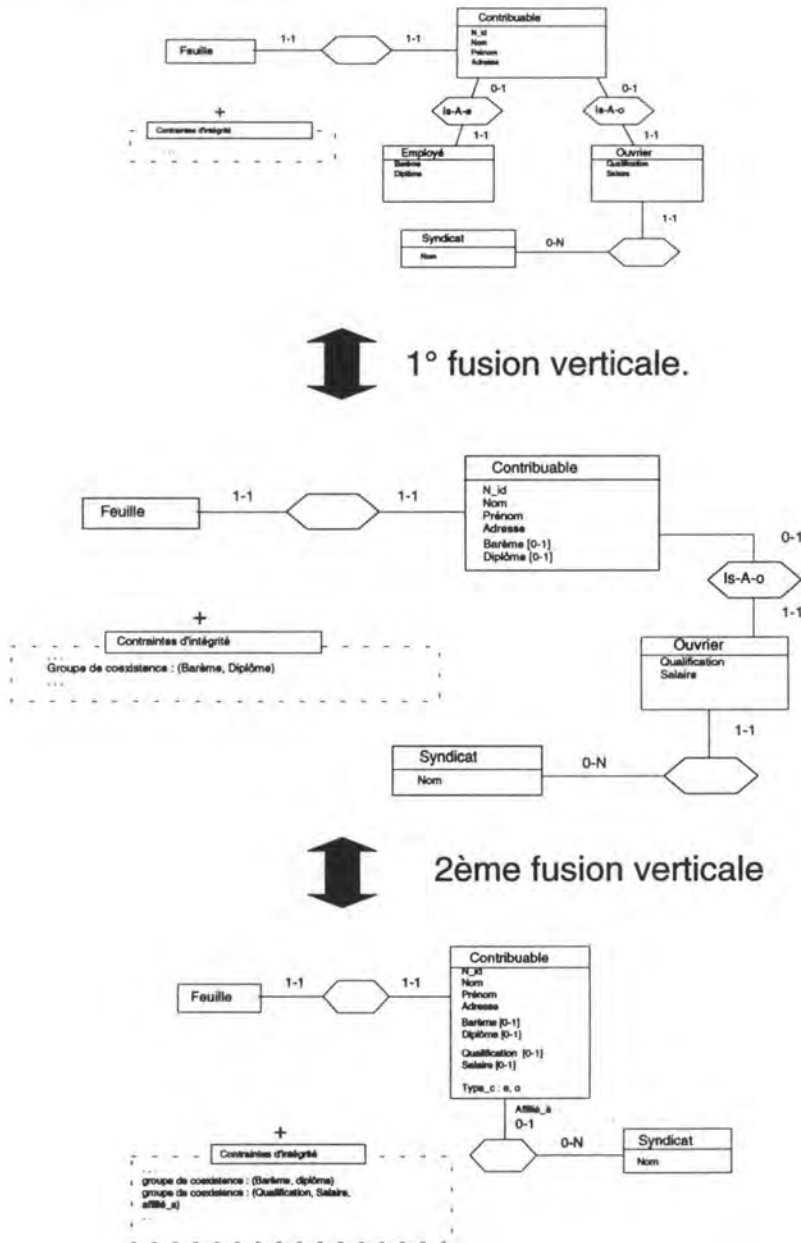 Contribuable
N_id
Nom
Prénom
Adresse
Feuille
1-1
1-1
0-1
0-1
Is-A-e
Is-A-o
1-1
1-1
+
Contraintes d'intégrité
...
Employé
Barème
Diplôme
Ouvrier
Qualification
Salaire
1-1
Syndicat
Nom
0-N
1° fusion verticale.
Contribuable
N_id
Nom
Prénom
Adresse
Barème [0-1]
Diplôme [0-1]
Feuille
1-1
1-1
0-1
Is-A-o
1-1
+
Contraintes d'intégrité
...
Groupe de coexistence : (Barème, Diplôme)
...
Ouvrier
Qualification
Salaire
1-1
Syndicat
Nom
0-N
2ème fusion verticale
Contribuable
N_id
Nom
Prénom
Adresse
Barème [0-1]
Diplôme [0-1]
Qualification [0-1]
Salaire [0-1]
Type_c : e, o
Feuille
1-1
1-1
Affilié_a
0-1
0-N
Syndicat
Nom
+
Contraintes d'intégrité
...
groupe de coexistence : (Barème, diplôme)
groupe de coexistence : (Qualification, Salaire,
affilié_a)
...